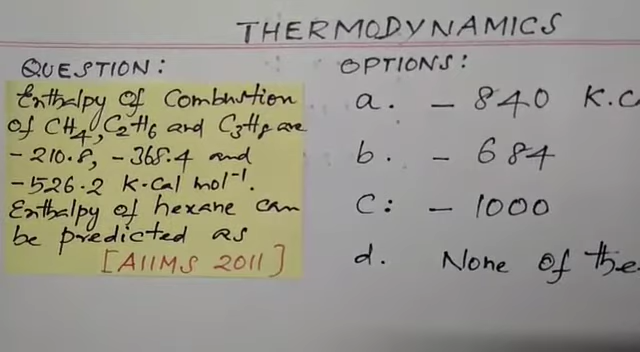 THERMODYNAMICS
QUESTION:
Enthalpy of Combustion
of CH4, C2H6 and C3H8 are
-210.8, -368.4 and
-526.2 K.Cal mol-1.
Enthalpy of hexane can
be predicted as
[AIIMS 2011]
OPTIONS:
a. - 840 K.C
b. - 684
C: - 1000
d. None of the